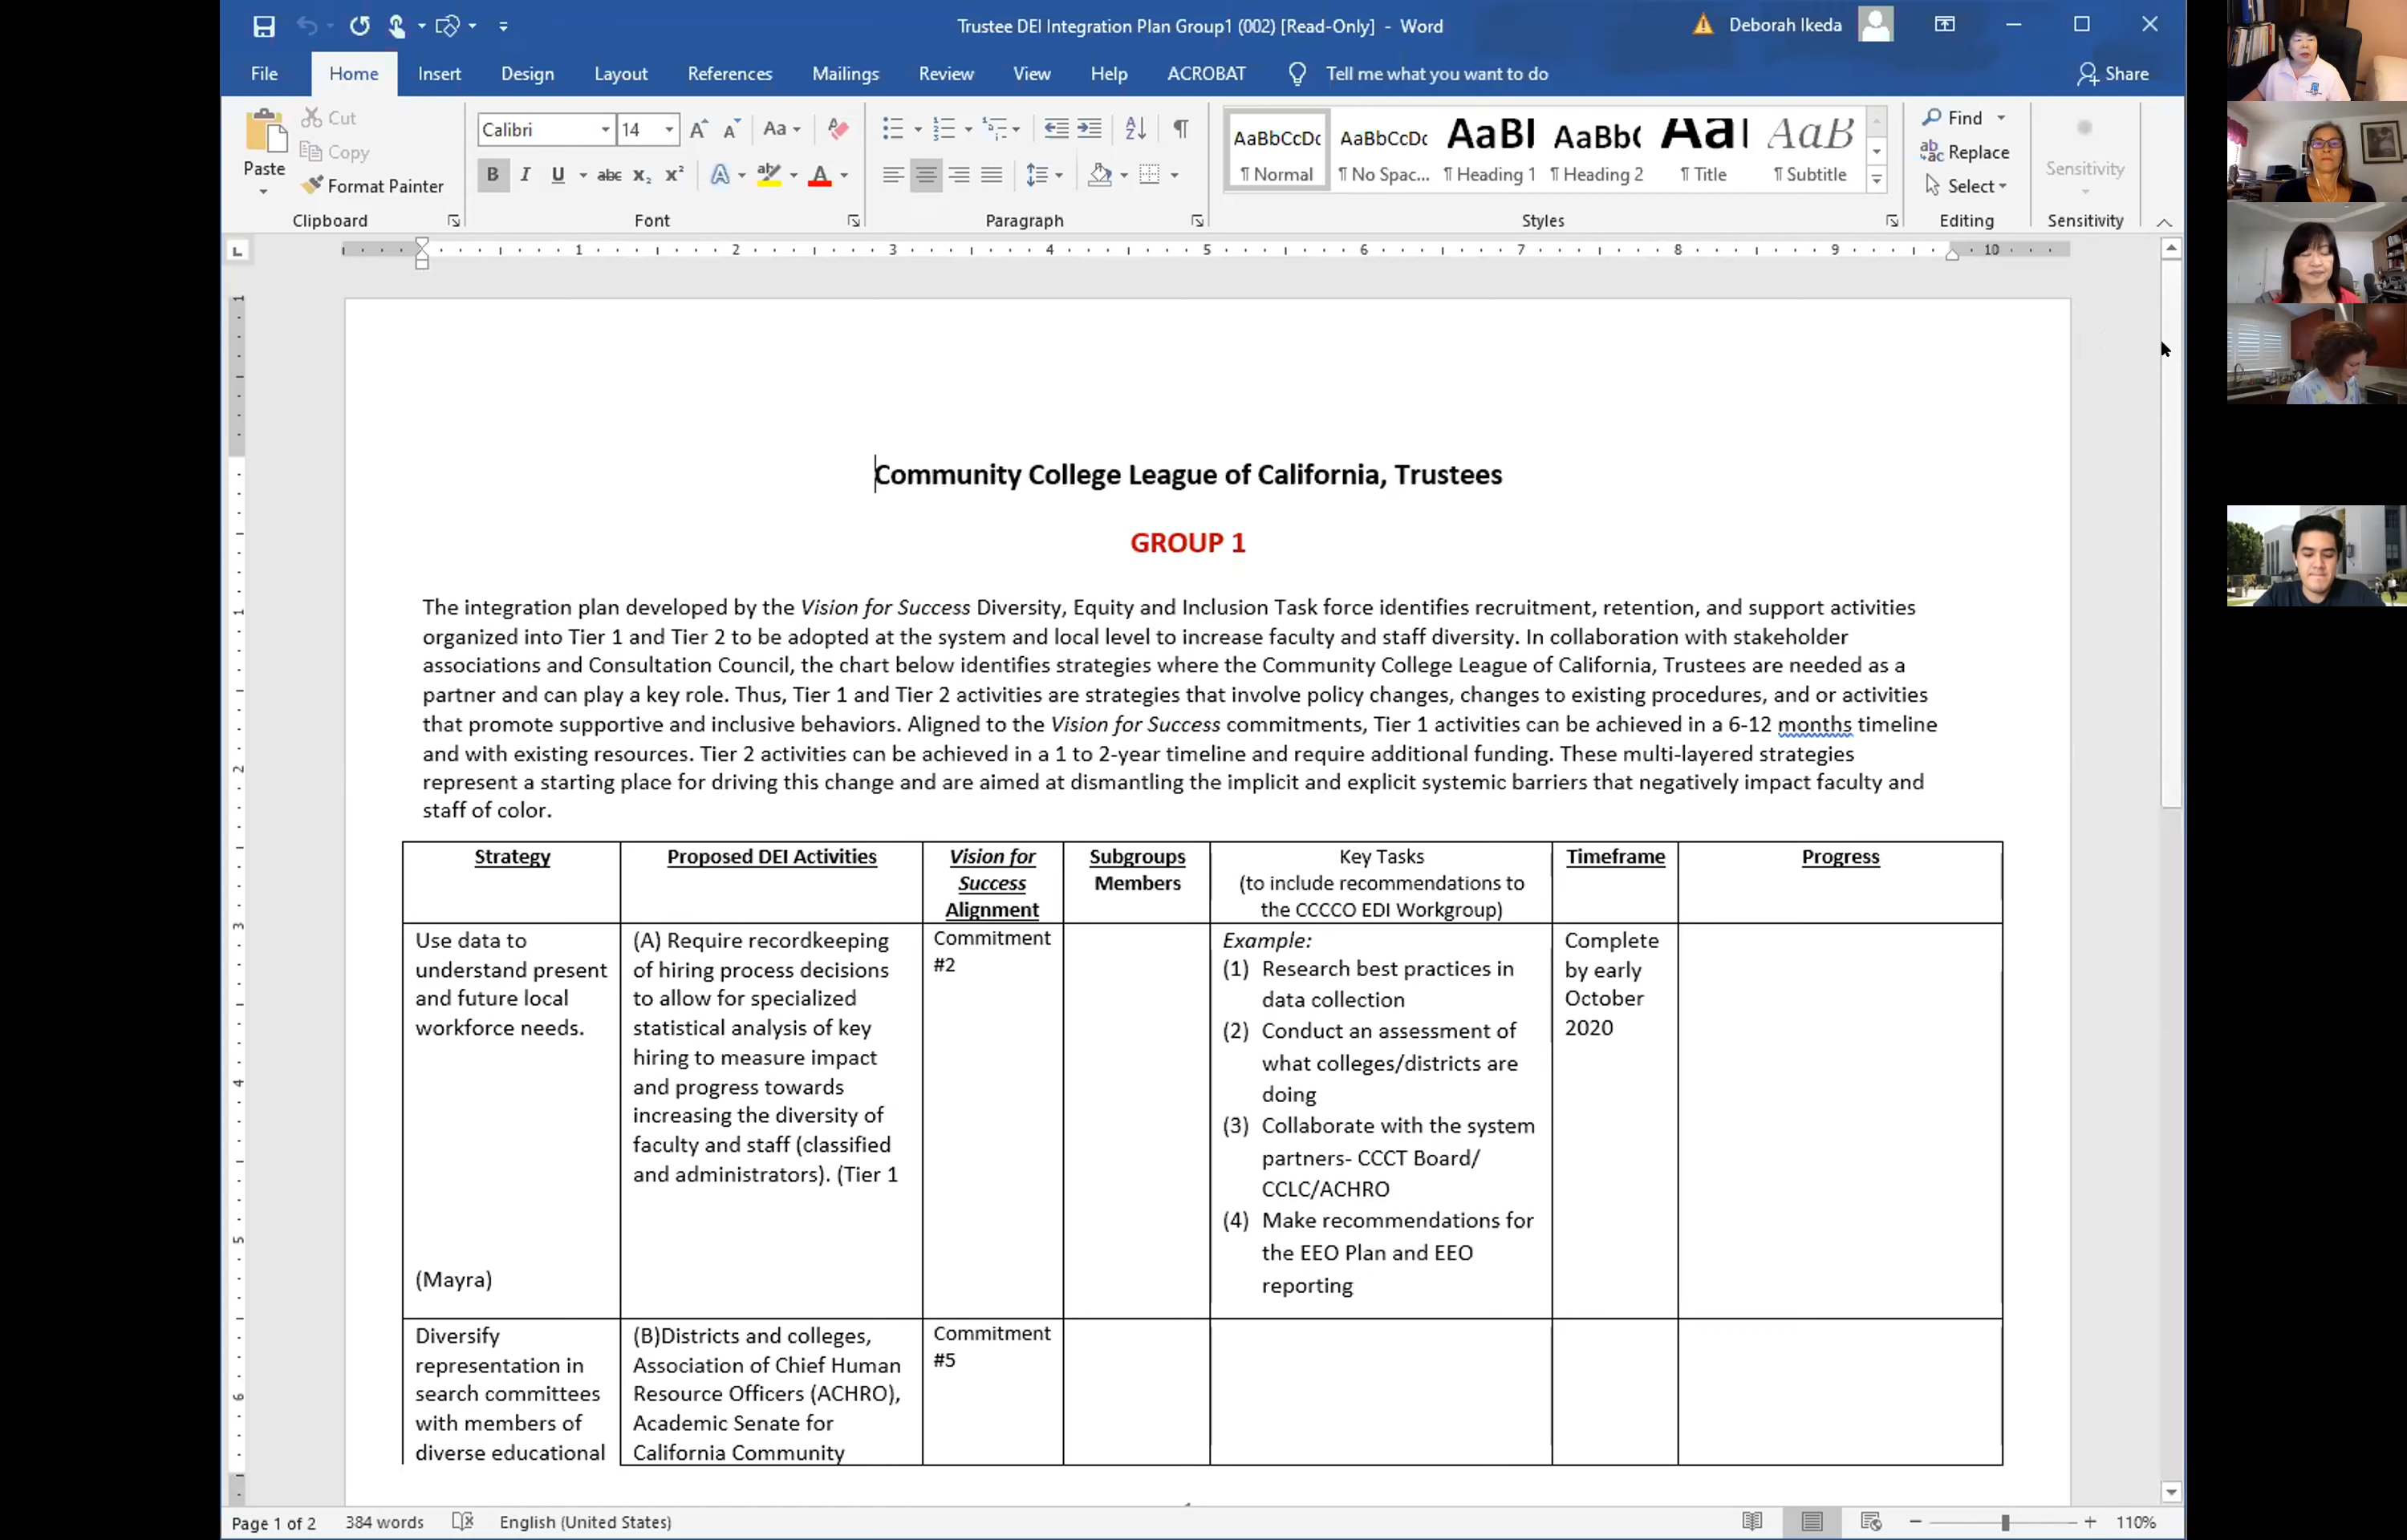 Trustee DEI Integration Plan Group1 (002) [Read-Only] - Word
Deborah Ikeda
File Home Insert Design Layout References Mailings Review View Help ACROBAT Tell me what you want to do
Share
Paste
Cut
Copy
Format Painter
Clipboard
Calibri 14
Aa
B I U abc x₂ x²
A A
Font
Paragraph
AaBbCcDc AaBbCcDc AaBl AaBb( Aal AaB
¶ Normal ¶ No Spac... ¶ Heading 1 ¶ Heading 2 ¶ Title ¶ Subtitle
Styles
Find
Replace
Select
Editing
Sensitivity
Sensitivity
L
1 2 3 4 5 6 7 8 9 10
Community College League of California, Trustees
GROUP 1
The integration plan developed by the Vision for Success Diversity, Equity and Inclusion Task force identifies recruitment, retention, and support activities
organized into Tier 1 and Tier 2 to be adopted at the system and local level to increase faculty and staff diversity. In collaboration with stakeholder
associations and Consultation Council, the chart below identifies strategies where the Community College League of California, Trustees are needed as a
partner and can play a key role. Thus, Tier 1 and Tier 2 activities are strategies that involve policy changes, changes to existing procedures, and or activities
that promote supportive and inclusive behaviors. Aligned to the Vision for Success commitments, Tier 1 activities can be achieved in a 6-12 months timeline
and with existing resources. Tier 2 activities can be achieved in a 1 to 2-year timeline and require additional funding. These multi-layered strategies
represent a starting place for driving this change and are aimed at dismantling the implicit and explicit systemic barriers that negatively impact faculty and
staff of color.
Strategy
Proposed DEI Activities
Vision for
Success
Alignment
Subgroups
Members
Key Tasks
(to include recommendations to
the CCCCO EDI Workgroup)
Timeframe
Progress
Use data to
understand present
and future local
workforce needs.
(Mayra)
(A) Require recordkeeping
of hiring process decisions
to allow for specialized
statistical analysis of key
hiring to measure impact
and progress towards
increasing the diversity of
faculty and staff (classified
and administrators). (Tier 1
Commitment
#2
Example:
(1) Research best practices in
data collection
(2) Conduct an assessment of
what colleges/districts are
doing
(3) Collaborate with the system
partners- CCCT Board/
CCLC/ACHRO
(4) Make recommendations for
the EEO Plan and EEO
reporting
Complete
by early
October
2020
Diversify
representation in
search committees
with members of
diverse educational
(B)Districts and colleges,
Association of Chief Human
Resource Officers (ACHRO),
Academic Senate for
California Community
Commitment
#5
Page 1 of 2 384 words English (United States)
110%